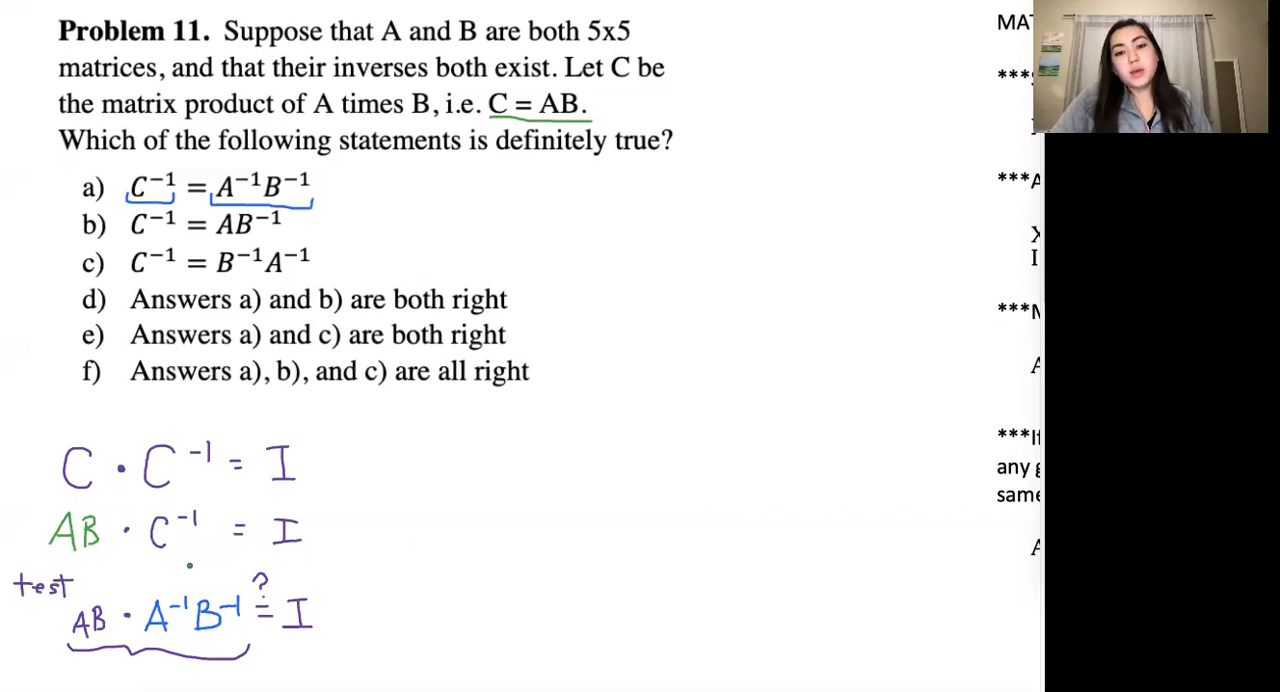 Problem 11. Suppose that A and B are both 5x5
matrices, and that their inverses both exist. Let C be
the matrix product of A times B, i.e. C = AB.
Which of the following statements is definitely true?
a) C⁻¹ = A⁻¹B⁻¹
b) C⁻¹ = AB⁻¹
c) C⁻¹ = B⁻¹A⁻¹
d) Answers a) and b) are both right
e) Answers a) and c) are both right
f) Answers a), b), and c) are all right
C · C⁻¹ = I
AB · C⁻¹ = I
test
AB · A⁻¹B⁻¹ ≟ I
MAT
***
***A
X
I
***
A
***If
any
same
A